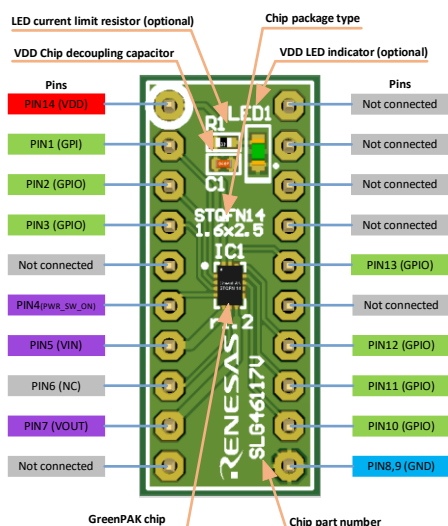 LED current limit resistor (optional)
Chip package type
VDD Chip decoupling capacitor
VDD LED indicator (optional)
Pins
Pins
PIN14 (VDD)
Not connected
PIN1 (GPI)
Not connected
PIN2 (GPIO)
Not connected
PIN3 (GPIO)
Not connected
Not connected
PIN13 (GPIO)
PIN4(PWR_SW_ON)
Not connected
PIN5 (VIN)
PIN12 (GPIO)
PIN6 (NC)
PIN11 (GPIO)
PIN7 (VOUT)
PIN10 (GPIO)
Not connected
PIN8,9 (GND)
LED1
R1
C1
STQFN14
1.6x2.5
IC1
STQFN 14
RENESAS
SLG46117V
GreenPAK chip
Chip part number